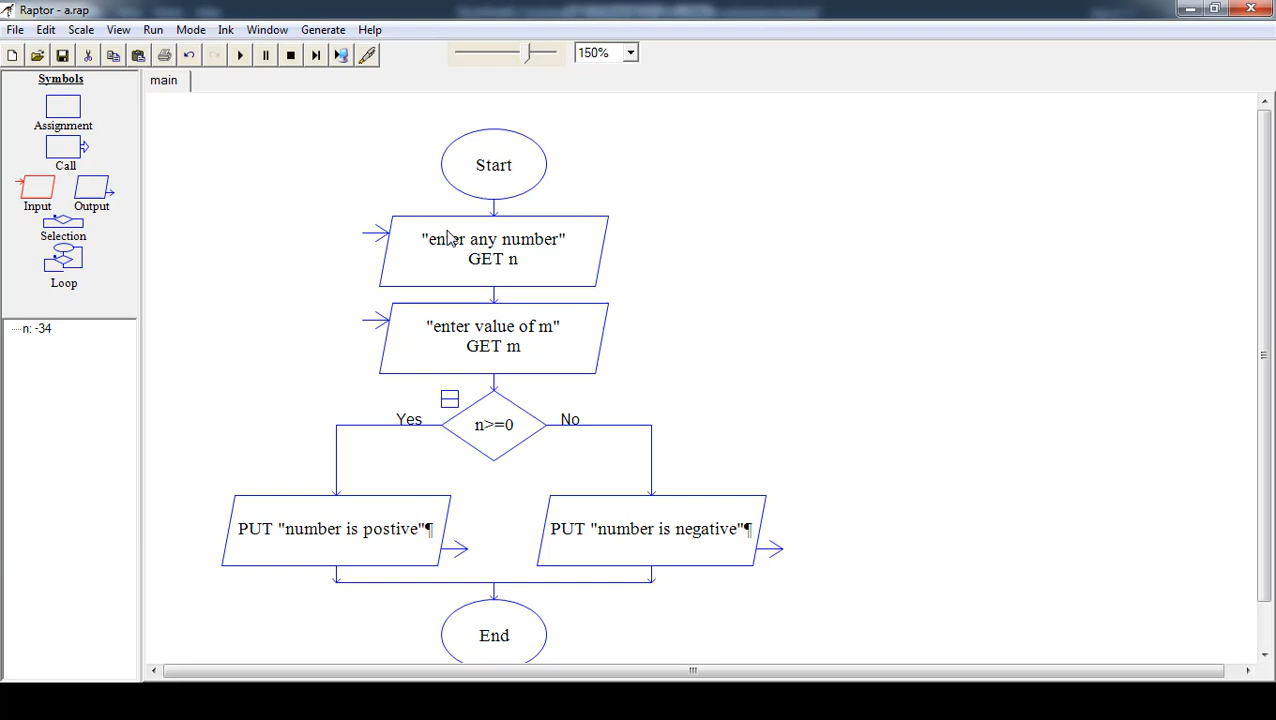 Raptor - a.rap
File Edit Scale View Run Mode Ink Window Generate Help
150%
Symbols
main
Assignment
Call
Input Output
Selection
Loop
n: -34
Start
"enter any number"
GET n
"enter value of m"
GET m
Yes n>=0 No
PUT "number is postive"¶ PUT "number is negative"¶
End